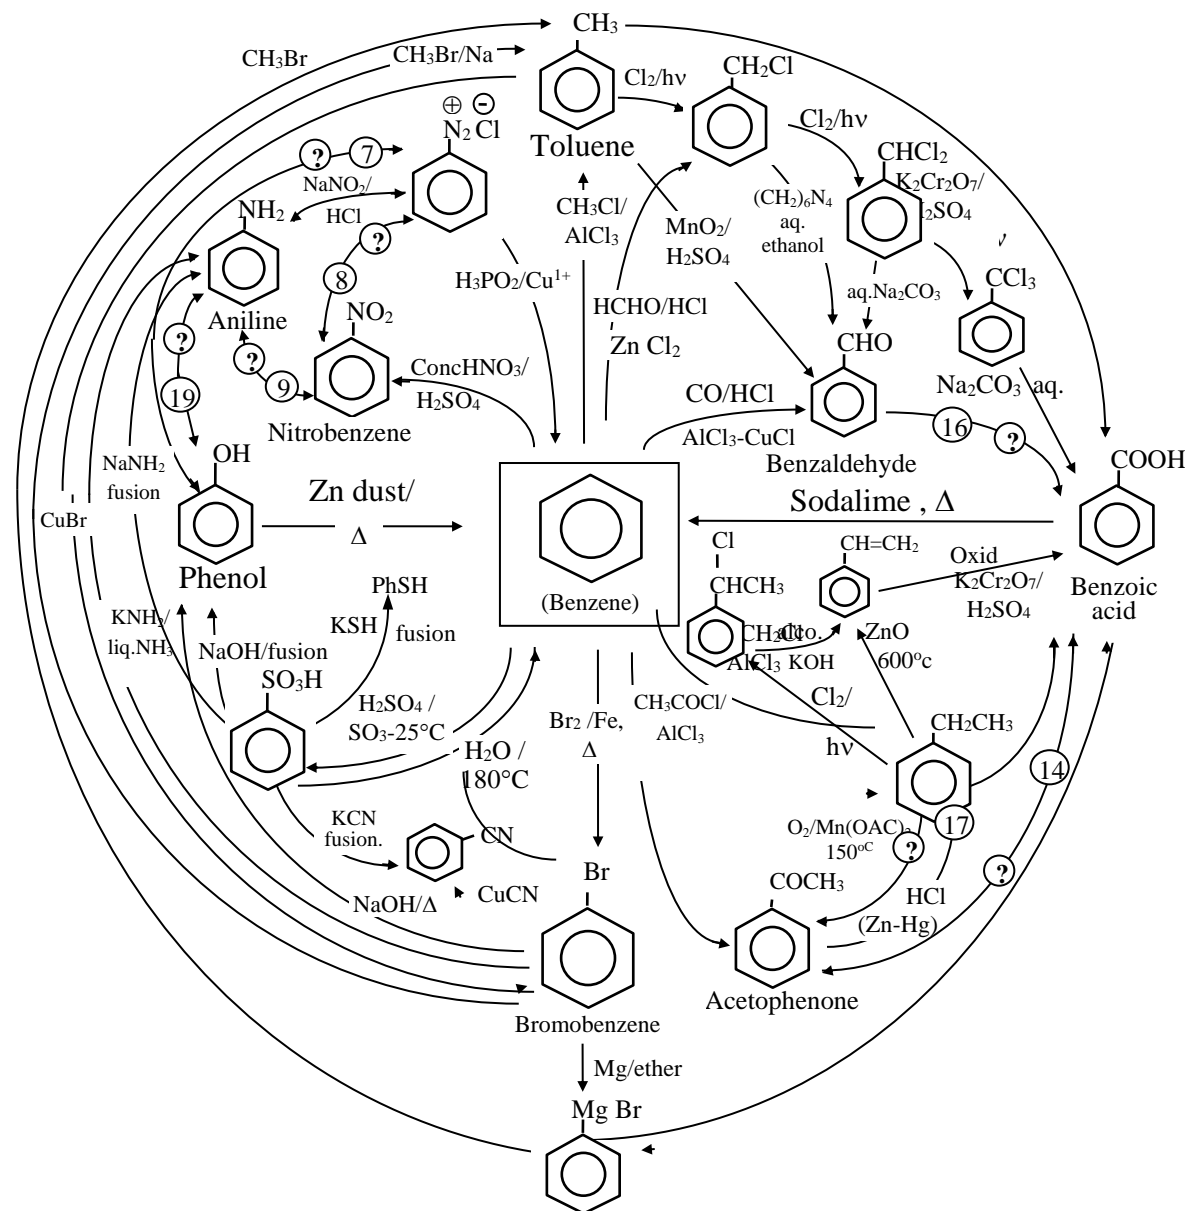 CH3
CH3Br
CH3Br/Na
Cl2/hν
CH2Cl
⊕ ⊖
N2 Cl
Toluene
Cl2/hν
CHCl2
? 7
NaNO2/
HCl
K2Cr2O7/
2SO4
NH2
CH3Cl/
AlCl3
MnO2/
H2SO4
(CH2)6N4
aq.
ethanol
?
8
H3PO2/Cu1+
CCl3
aq.Na2CO3
Aniline
NO2
HCHO/HCl
Zn Cl2
CHO
?
19
?
9
ConcHNO3/
H2SO4
CO/HCl
AlCl3-CuCl
Na2CO3 aq.
Nitrobenzene
16
?
Benzaldehyde
OH
NaNH2
fusion
COOH
Zn dust/
Δ
Sodalime , Δ
CuBr
Phenol
(Benzene)
Cl
CHCH3
CH=CH2
Oxid
K2Cr2O7/
H2SO4
Benzoic
acid
PhSH
KSH
fusion
KNH2/
liq.NH3
NaOH/fusion
CH2Cl
AlCl3
alco.
KOH
ZnO
600oc
SO3H
H2SO4 /
SO3-25°C
H2O /
180°C
Br2 /Fe,
Δ
CH3COCl/
AlCl3
Cl2/
hν
CH2CH3
14
17
KCN
fusion.
CN
CuCN
O2/Mn(OAC)
150oC
?
?
Br
COCH3
HCl
(Zn-Hg)
NaOH/Δ
Acetophenone
Bromobenzene
Mg/ether
Mg Br